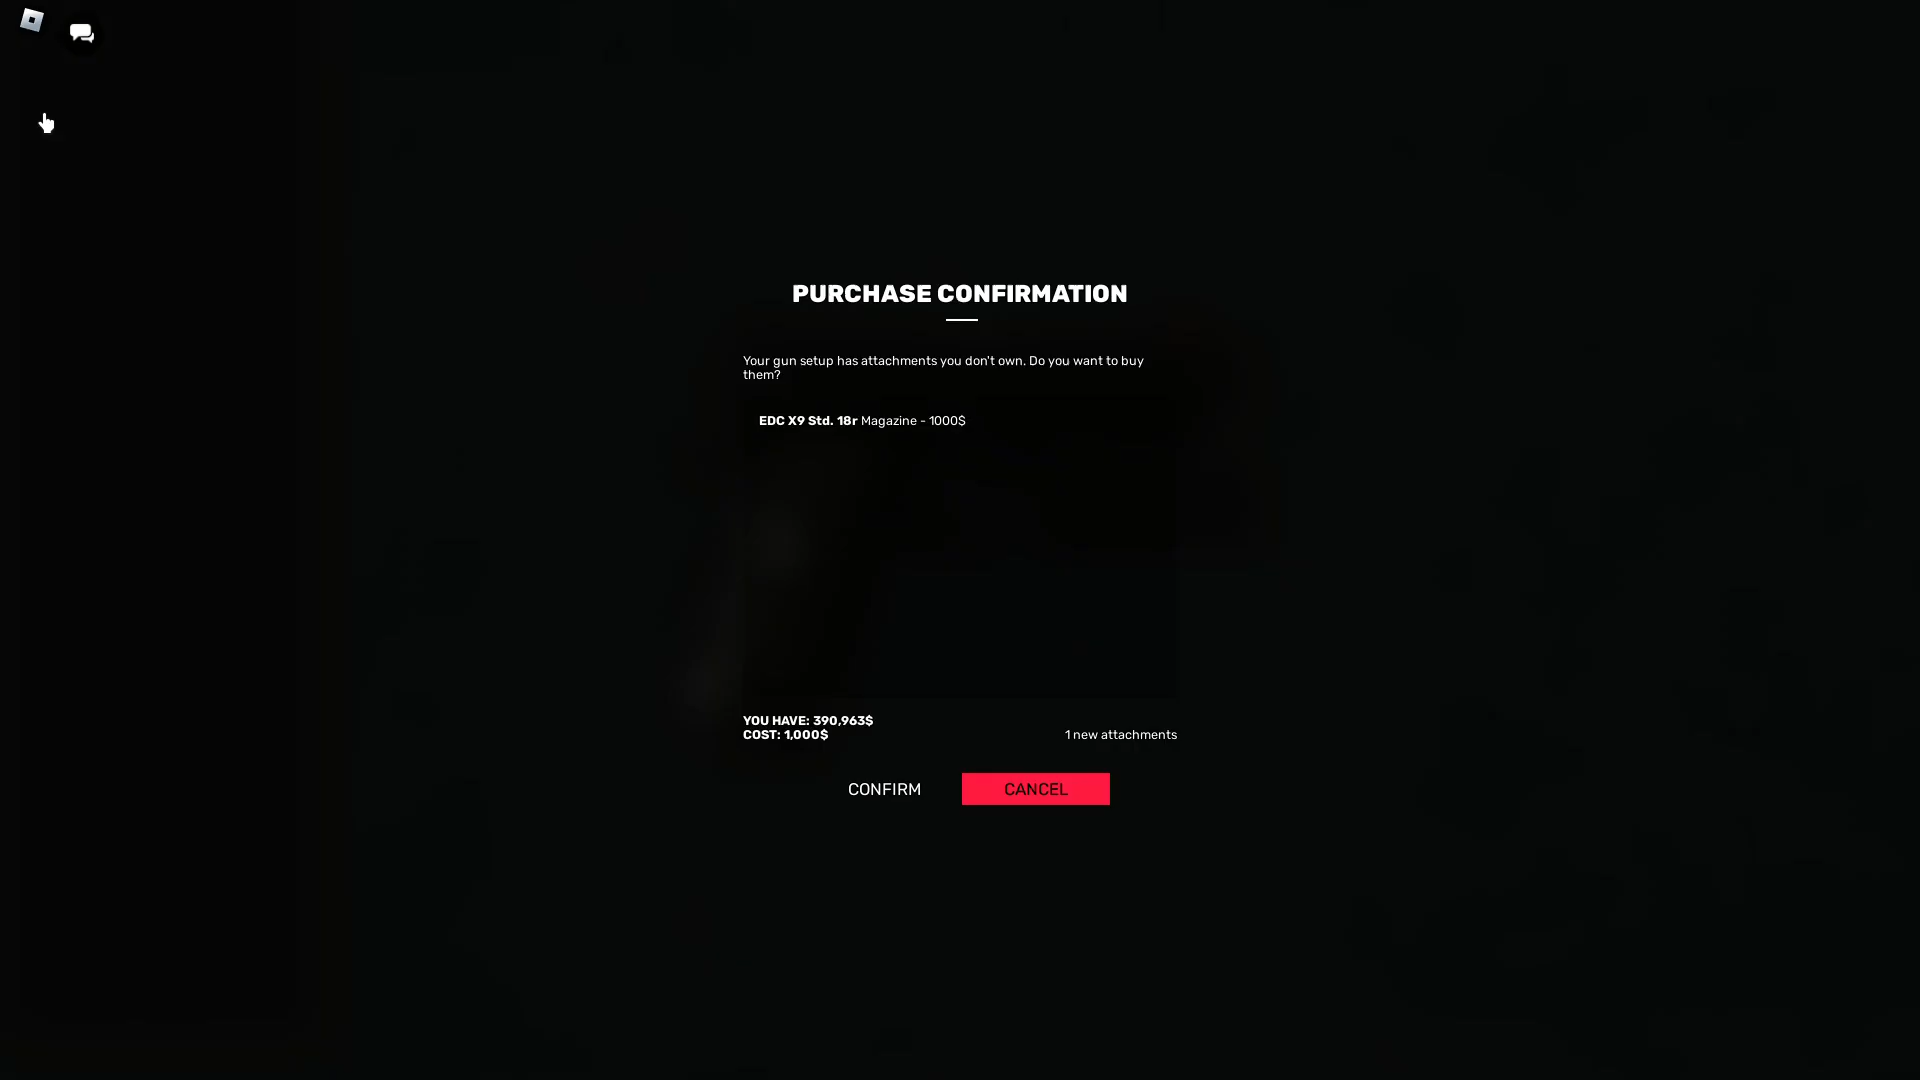 PURCHASE CONFIRMATION
Your gun setup has attachments you don't own. Do you want to buy
them?
EDC X9 Std. 18r Magazine - 1000$
YOU HAVE: 390,963$
COST: 1,000$
1 new attachments
CONFIRM
CANCEL